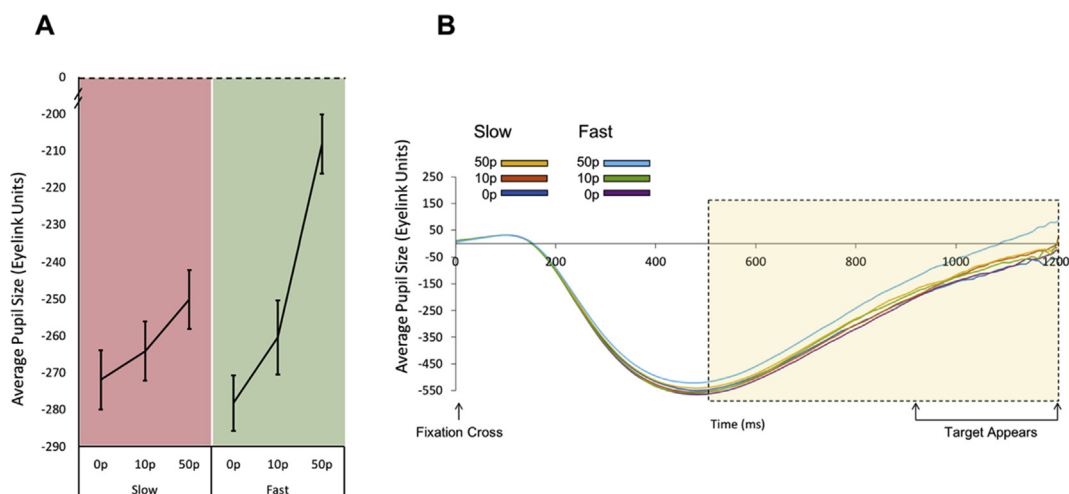 A
Average Pupil Size (Eyelink Units)
0
-200
-210
-220
-230
-240
-250
-260
-270
-280
-290
0p 10p 50p 0p 10p 50p
Slow Fast
B
Slow Fast
50p 50p
10p 10p
0p 0p
Average Pupil Size (Eyelink Units)
250
150
50
-50
-150
-250
-350
-450
-550
0 200 400 600 800 1000 1200
Time (ms)
Fixation Cross
Target Appears